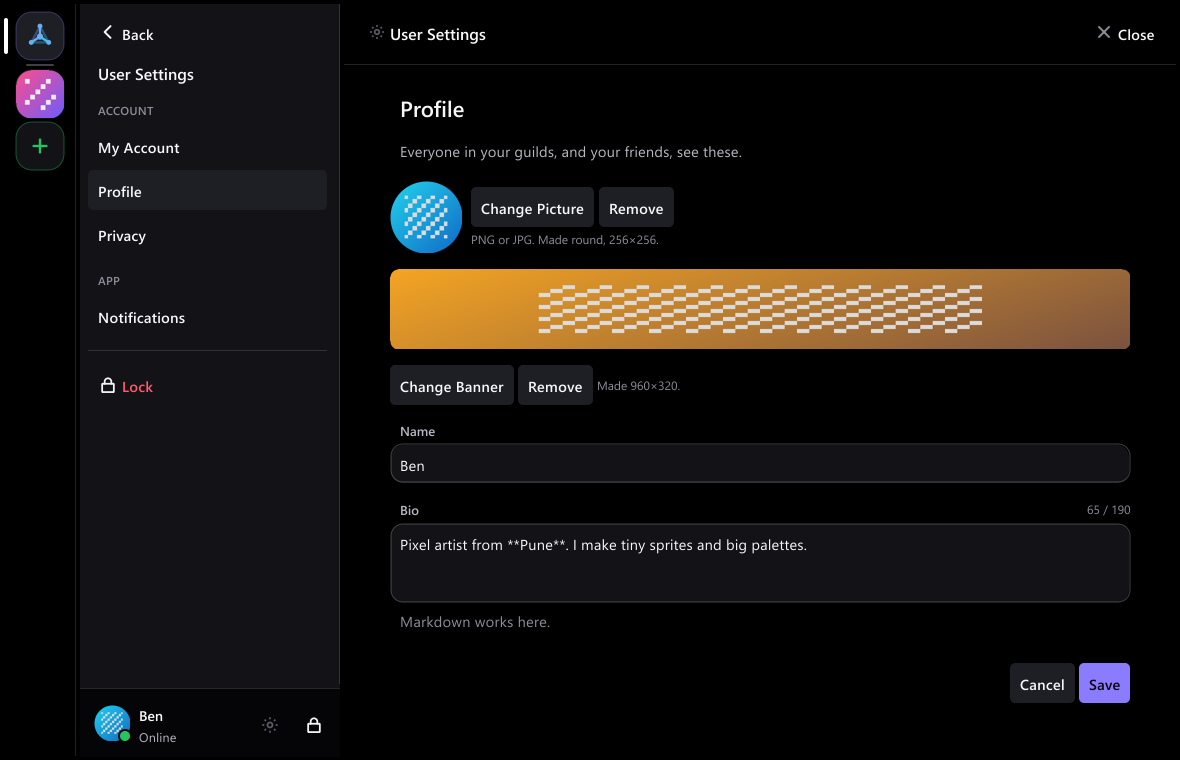 Back
User Settings
ACCOUNT
My Account
Profile
Privacy
APP
Notifications
Lock
Ben
Online
User Settings
Close
Profile
Everyone in your guilds, and your friends, see these.
Change Picture
Remove
PNG or JPG. Made round, 256×256.
Change Banner
Remove
Made 960×320.
Name
Ben
Bio
65 / 190
Pixel artist from **Pune**. I make tiny sprites and big palettes.
Markdown works here.
Cancel
Save